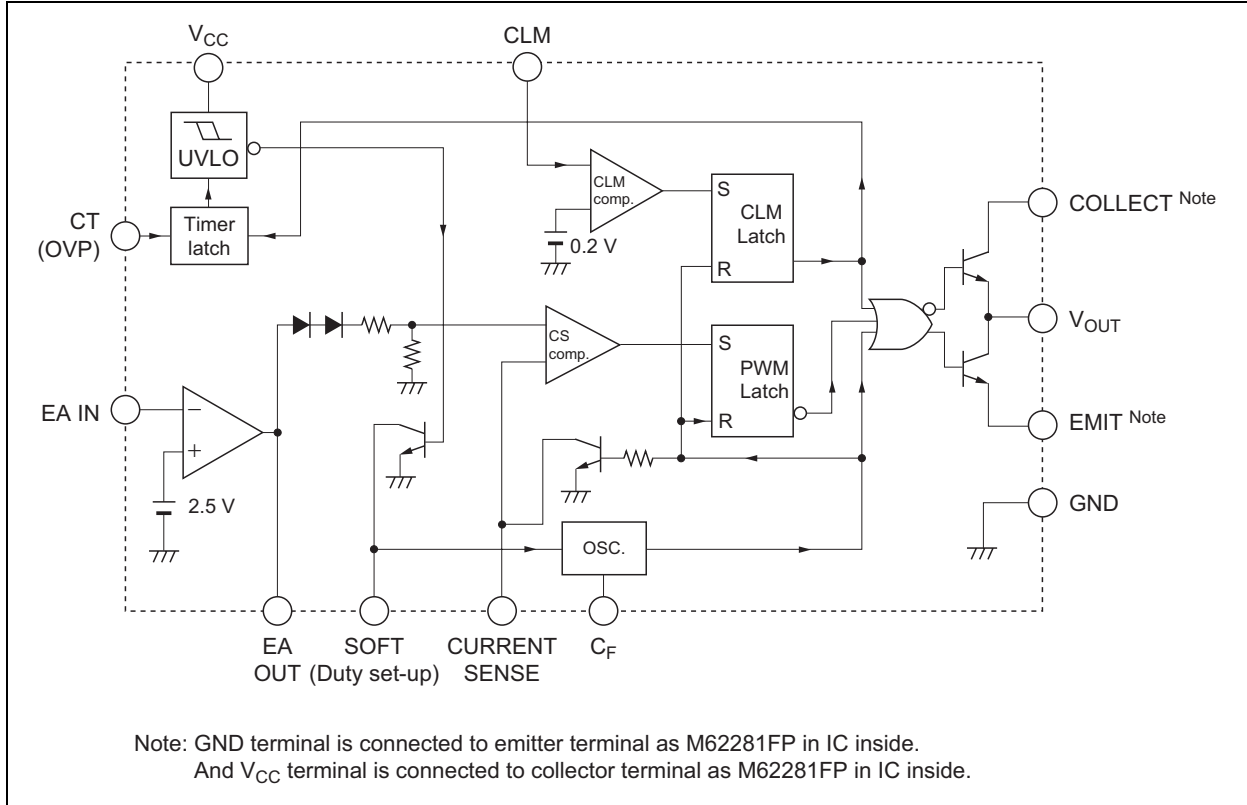 VCC
CLM
UVLO
CT
(OVP)
Timer
latch
CLM
comp.
0.2 V
S
CLM
Latch
R
COLLECT Note
VOUT
EMIT Note
GND
CS
comp.
S
PWM
Latch
R
EA IN
−
+
2.5 V
OSC.
EA
OUT
SOFT
(Duty set-up)
CURRENT
SENSE
CF
Note: GND terminal is connected to emitter terminal as M62281FP in IC inside.
And VCC terminal is connected to collector terminal as M62281FP in IC inside.